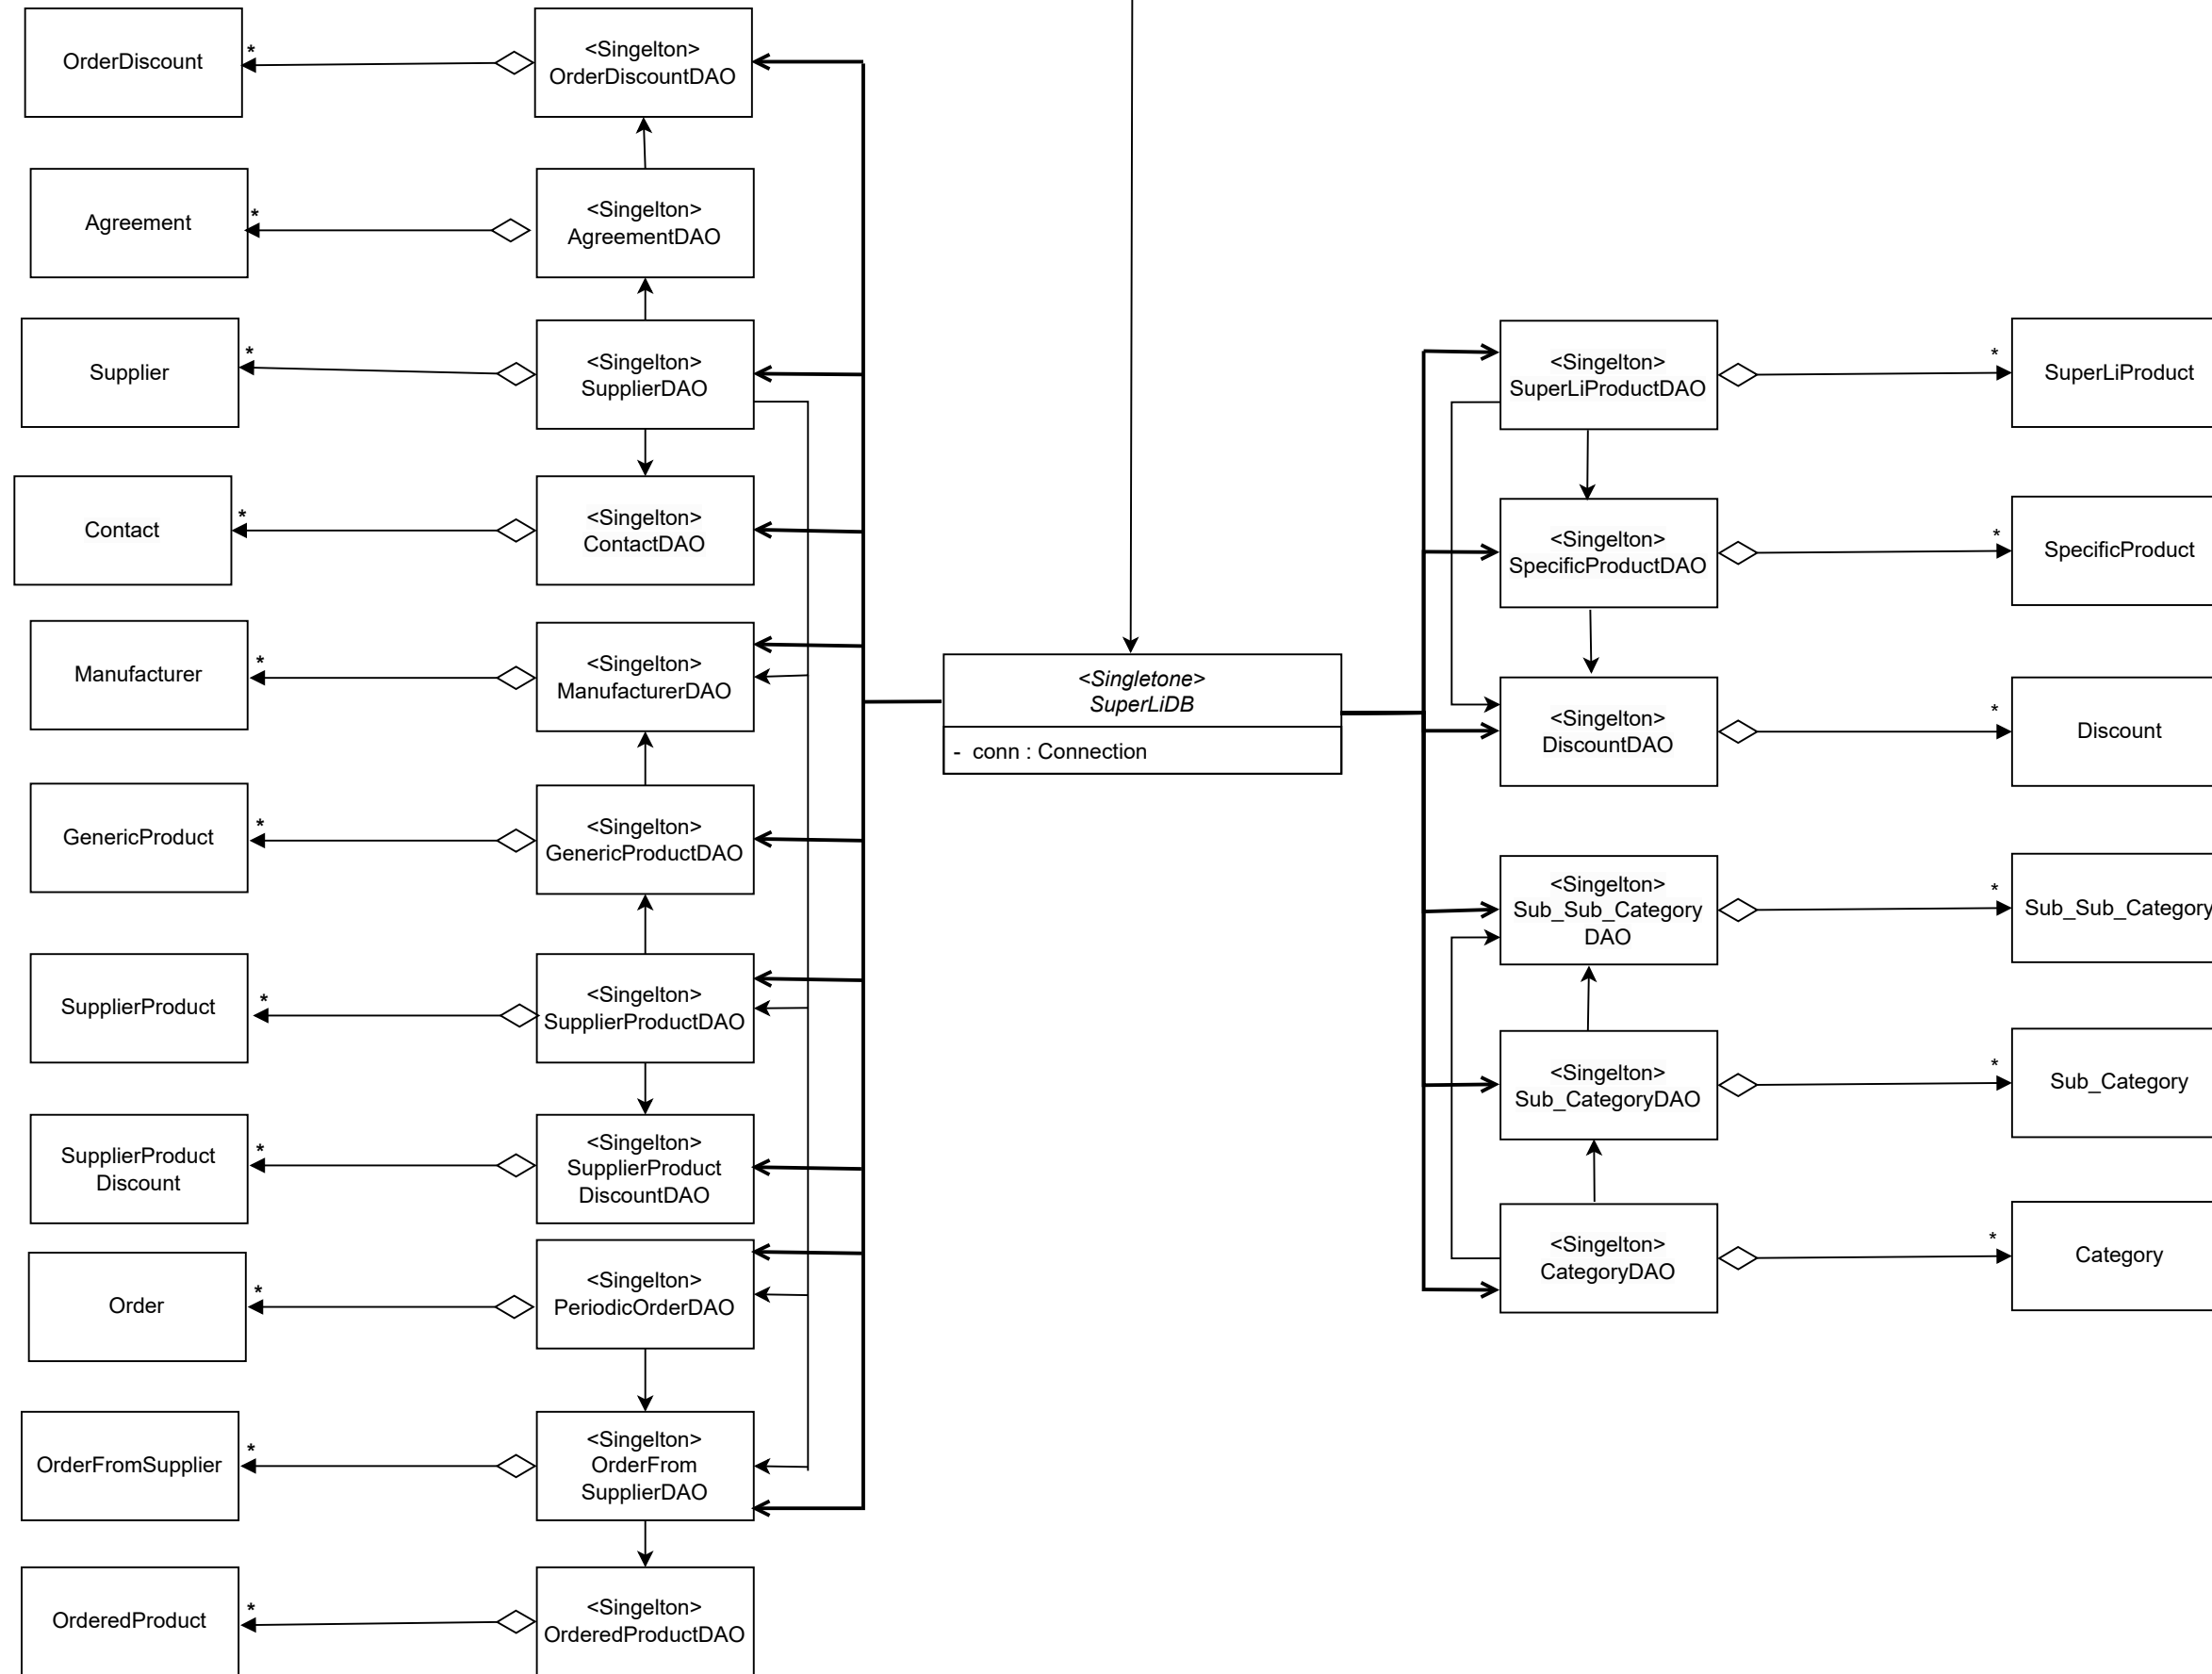 OrderDiscount
*
<Singelton>
OrderDiscountDAO
Agreement
*
<Singelton>
AgreementDAO
Supplier
*
<Singelton>
SupplierDAO
Contact
*
<Singelton>
ContactDAO
Manufacturer
*
<Singelton>
ManufacturerDAO
GenericProduct
*
<Singelton>
GenericProductDAO
SupplierProduct
*
<Singelton>
SupplierProductDAO
SupplierProduct
Discount
*
<Singelton>
SupplierProduct
DiscountDAO
Order
*
<Singelton>
PeriodicOrderDAO
OrderFromSupplier
*
<Singelton>
OrderFrom
SupplierDAO
OrderedProduct
*
<Singelton>
OrderedProductDAO
<Singletone>
SuperLiDB
- conn : Connection
<Singelton>
SuperLiProductDAO
*
SuperLiProduct
<Singelton>
SpecificProductDAO
*
SpecificProduct
<Singelton>
DiscountDAO
*
Discount
<Singelton>
Sub_Sub_Category
DAO
*
Sub_Sub_Category
<Singelton>
Sub_CategoryDAO
*
Sub_Category
<Singelton>
CategoryDAO
*
Category